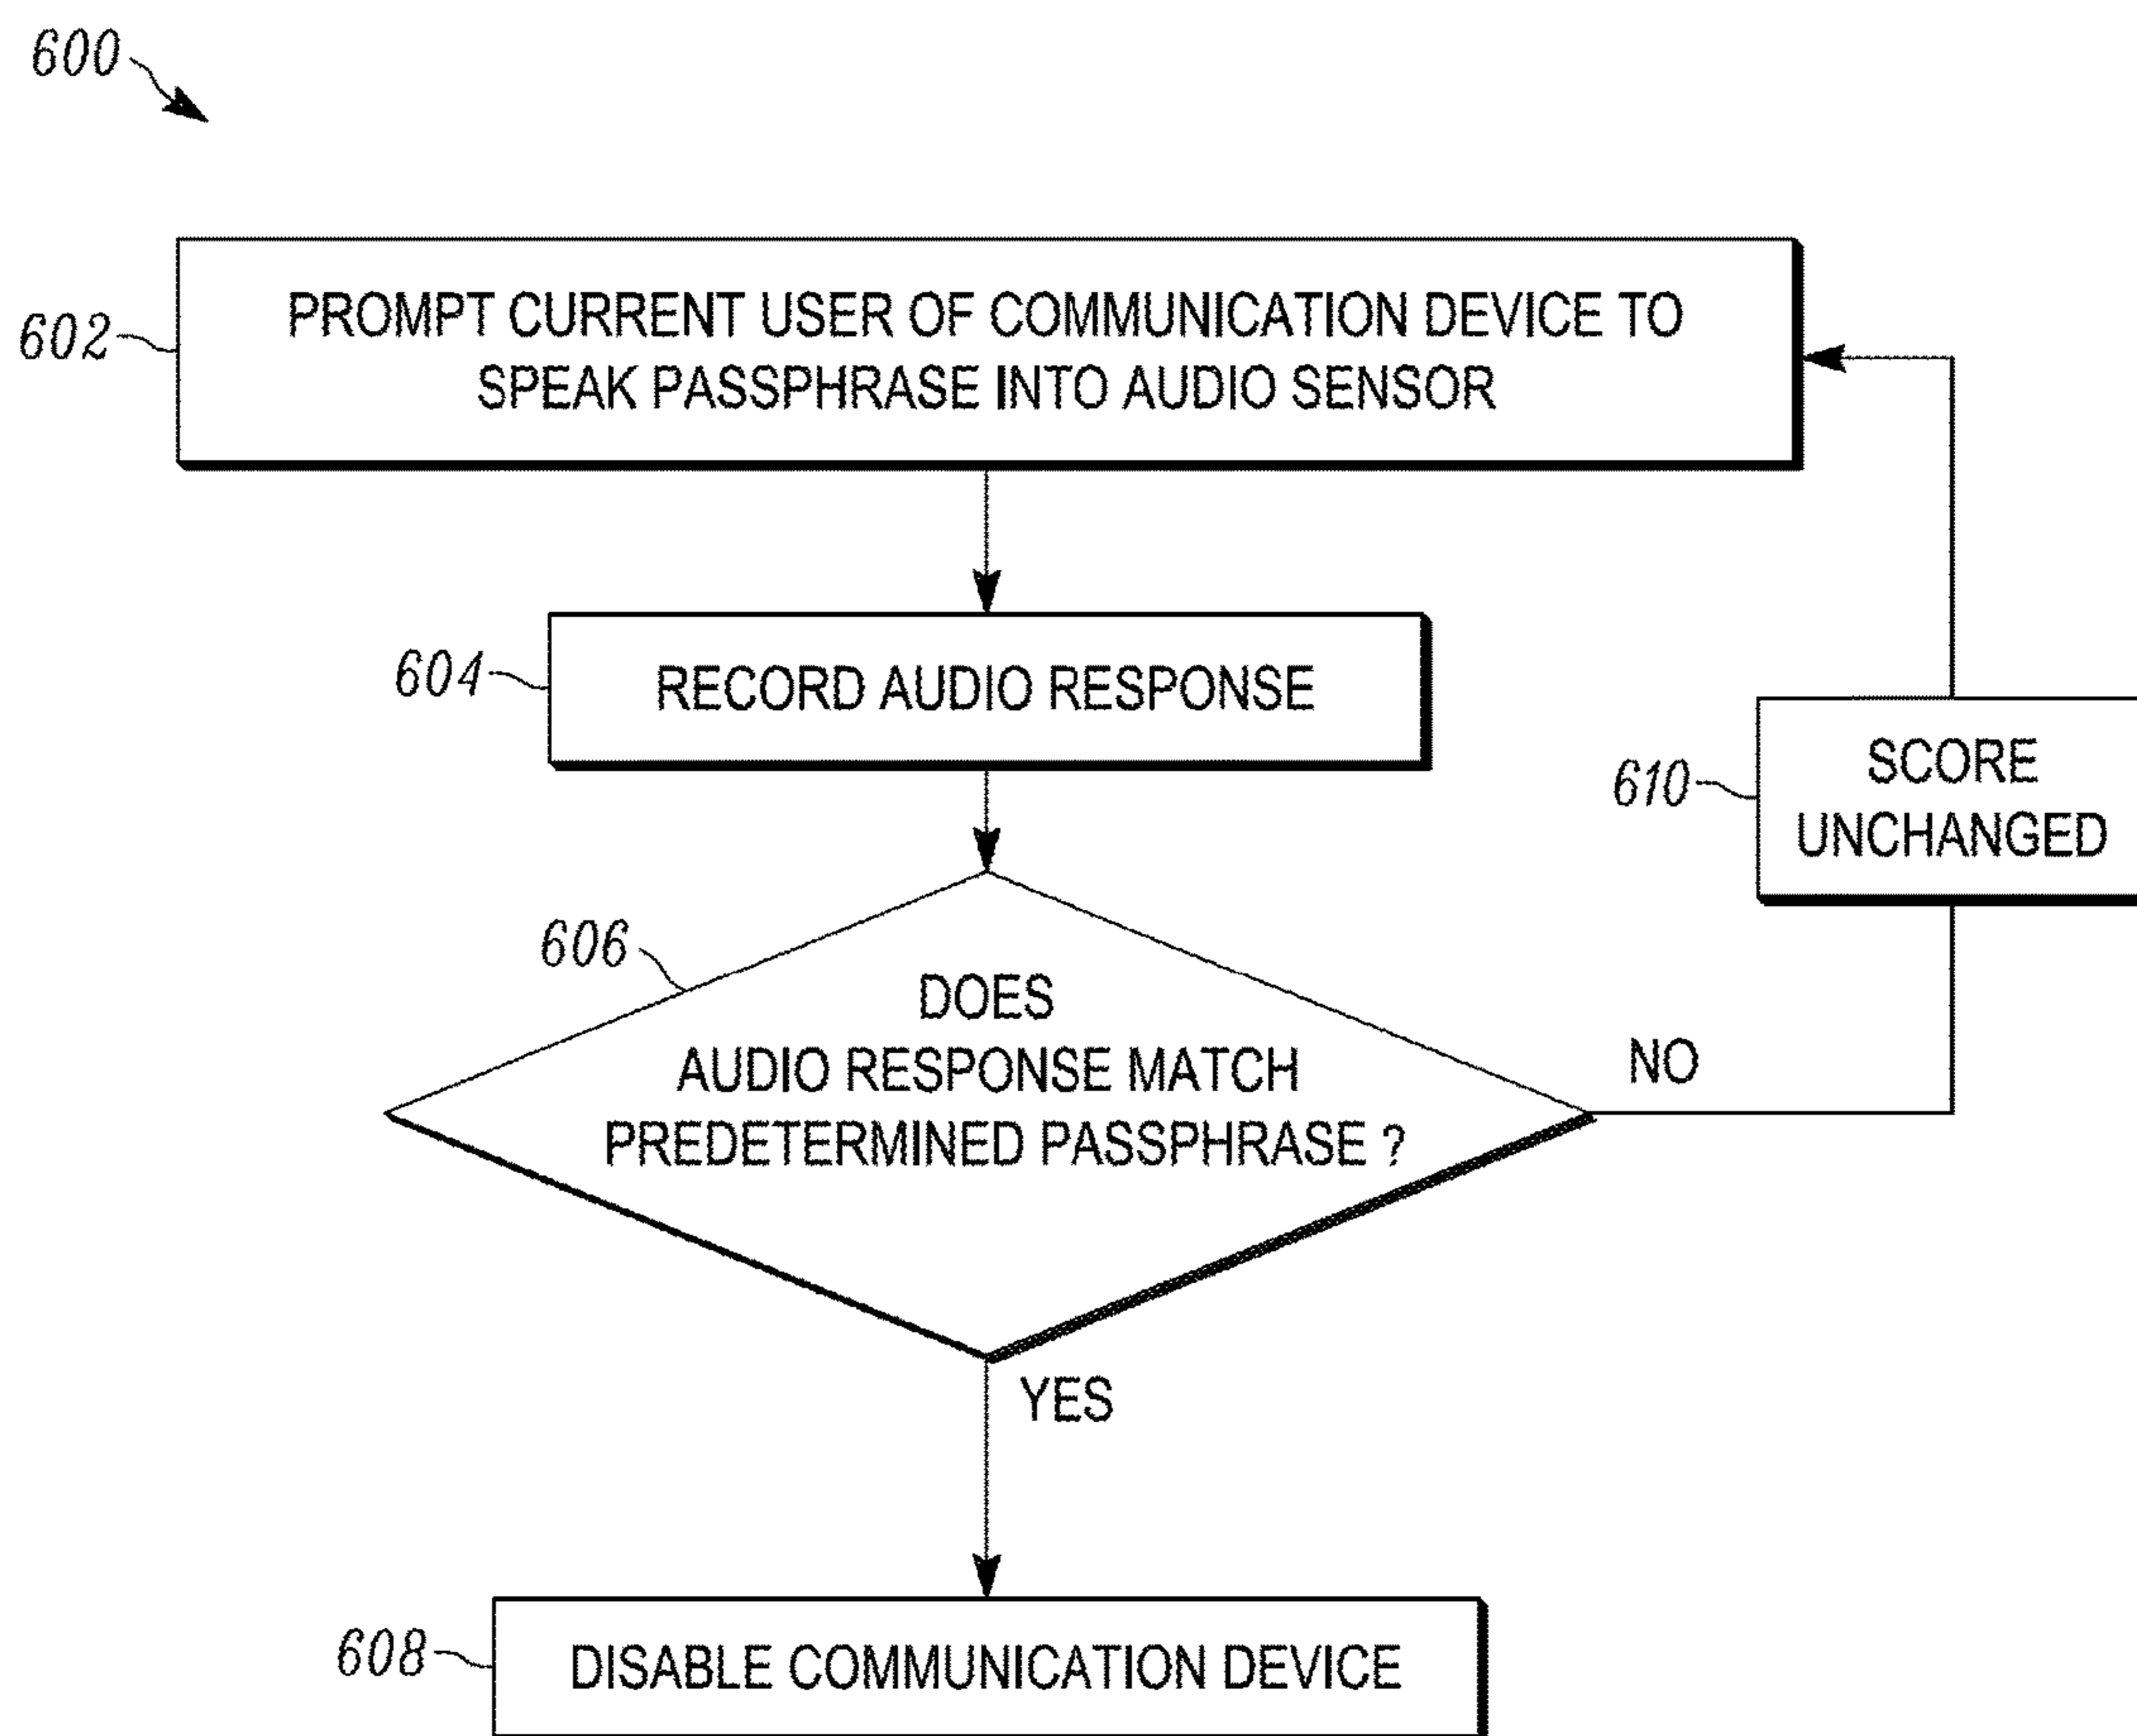 600
602
PROMPT CURRENT USER OF COMMUNICATION DEVICE TO
SPEAK PASSPHRASE INTO AUDIO SENSOR
604
RECORD AUDIO RESPONSE
610
SCORE
UNCHANGED
606
DOES
AUDIO RESPONSE MATCH
PREDETERMINED PASSPHRASE ?
NO
YES
608
DISABLE COMMUNICATION DEVICE